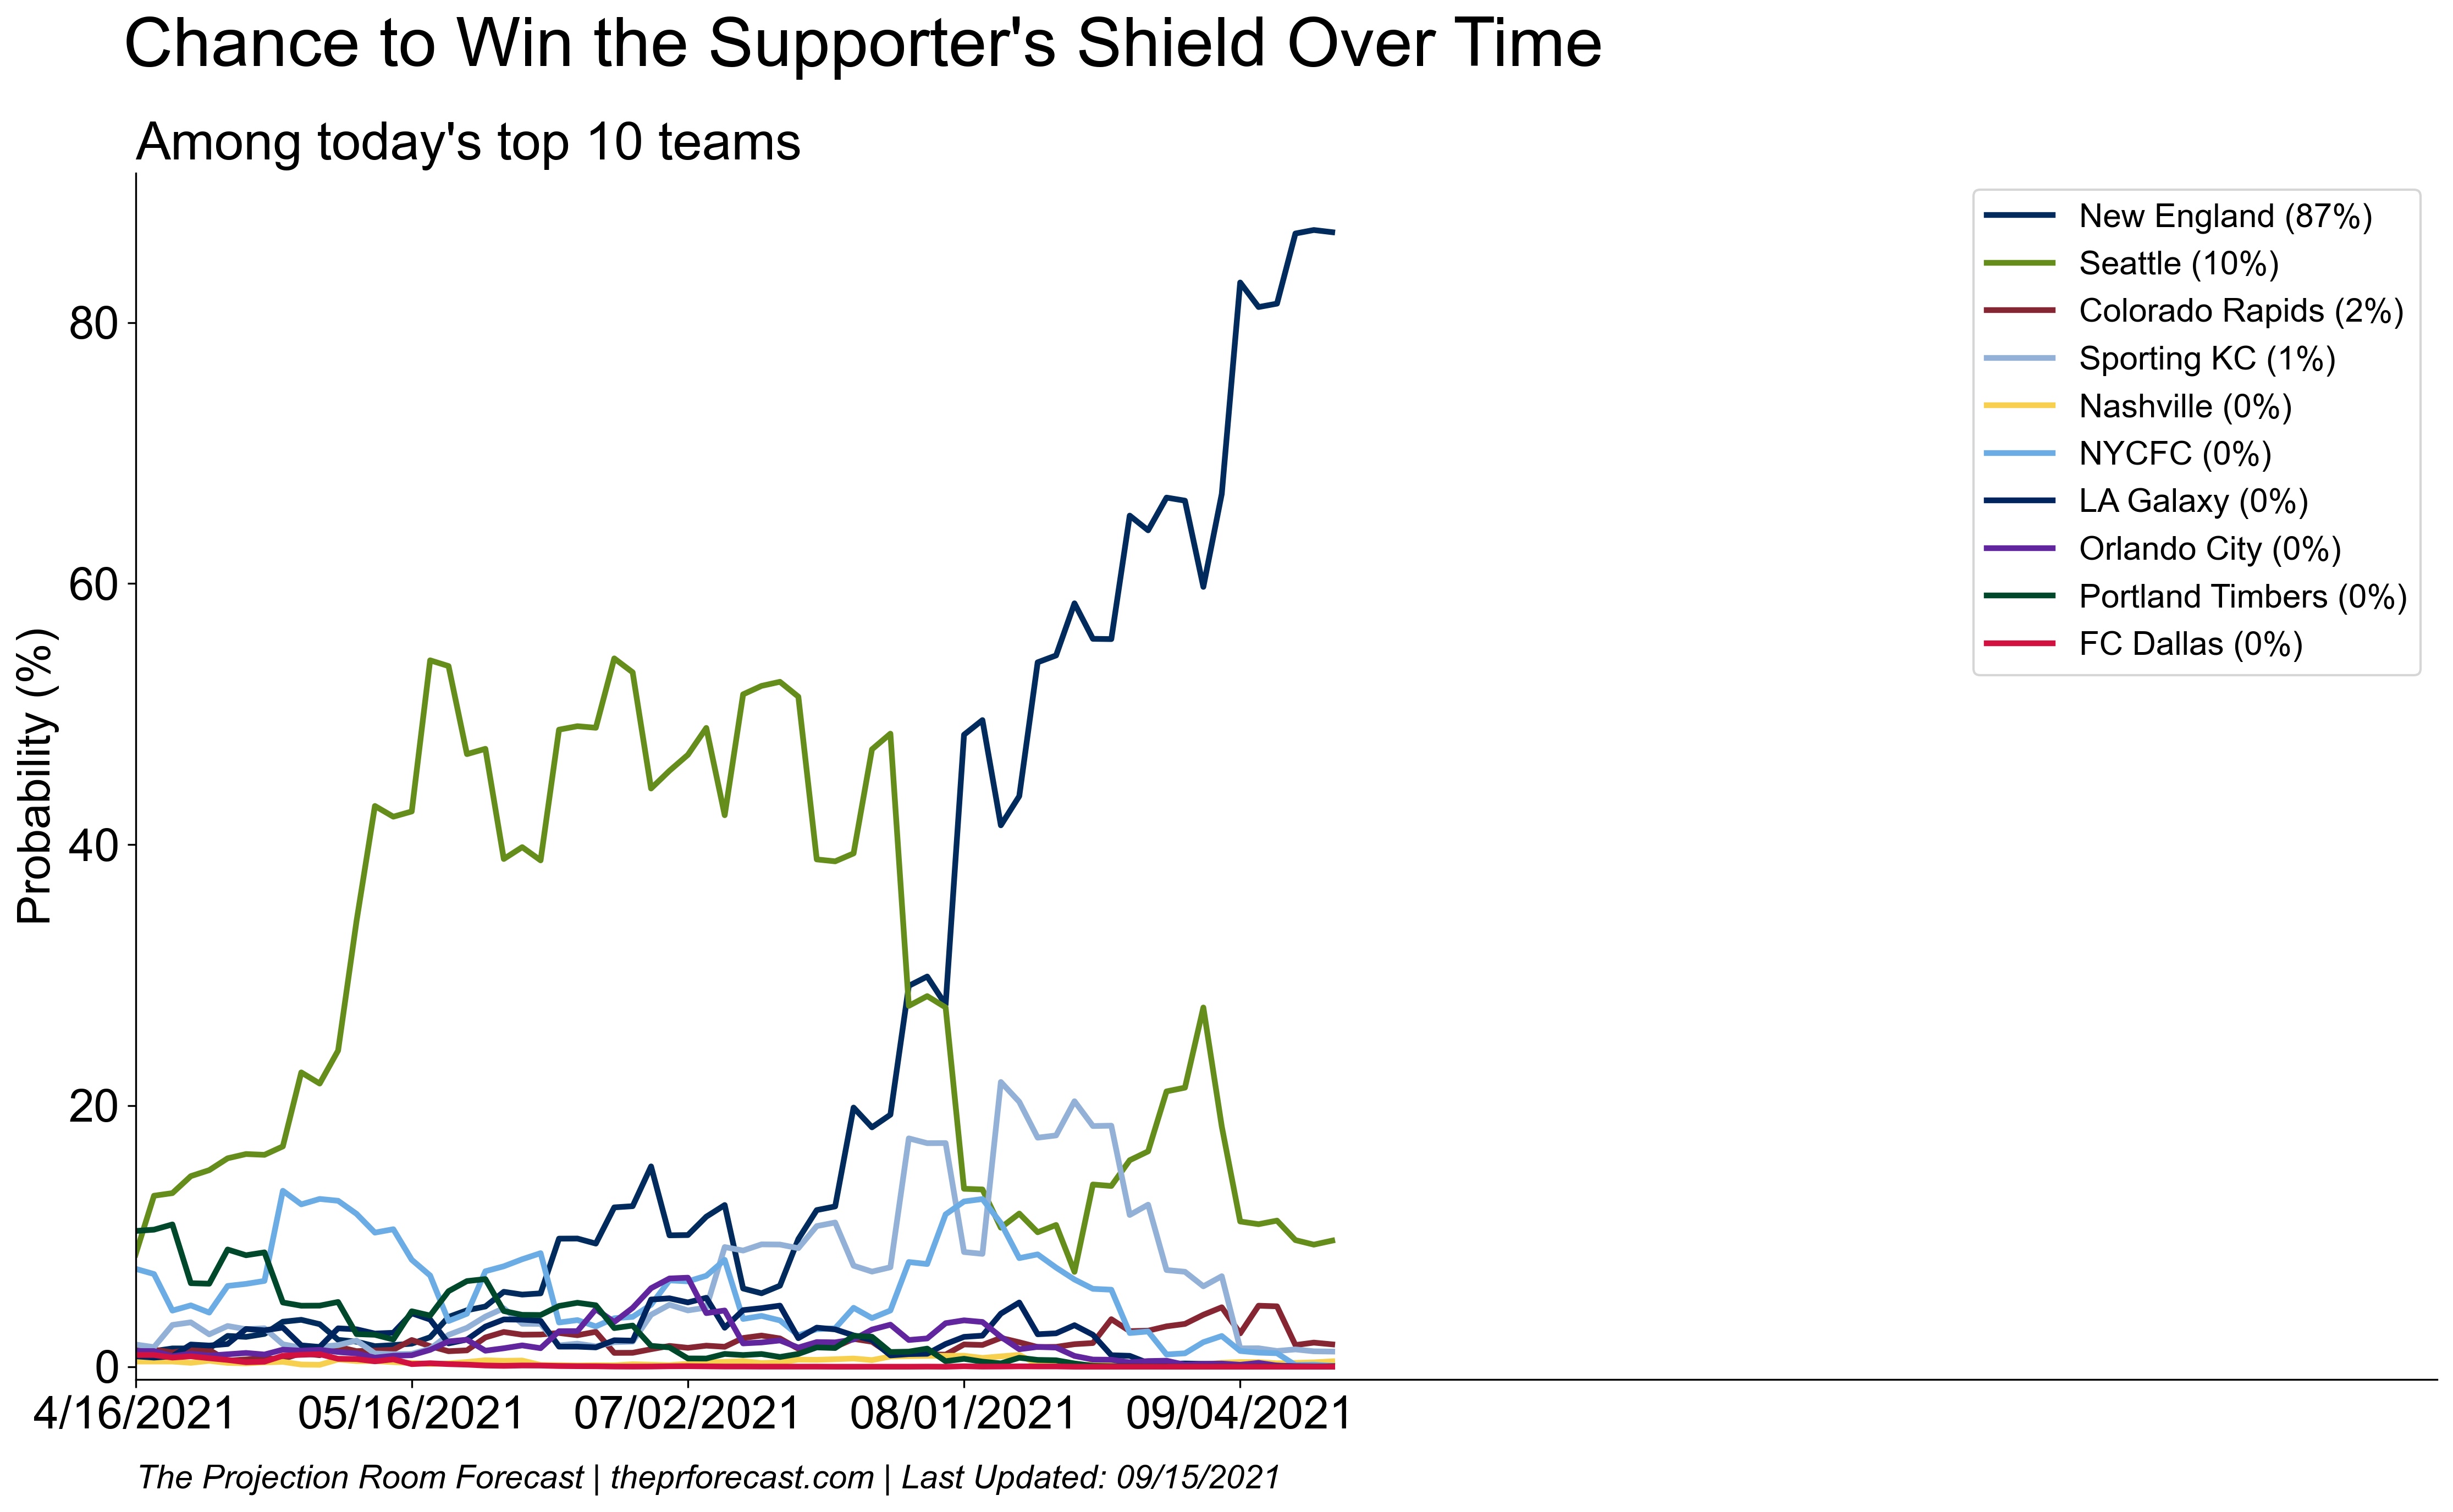 Chance to Win the Supporter's Shield Over Time
Among today's top 10 teams
New England (87%)
Seattle (10%)
Colorado Rapids (2%)
Sporting KC (1%)
Nashville (0%)
NYCFC (0%)
LA Galaxy (0%)
Orlando City (0%)
Portland Timbers (0%)
FC Dallas (0%)
Probability (%)
80
60
40
20
0
4/16/2021 05/16/2021 07/02/2021 08/01/2021 09/04/2021
The Projection Room Forecast | theprforecast.com | Last Updated: 09/15/2021